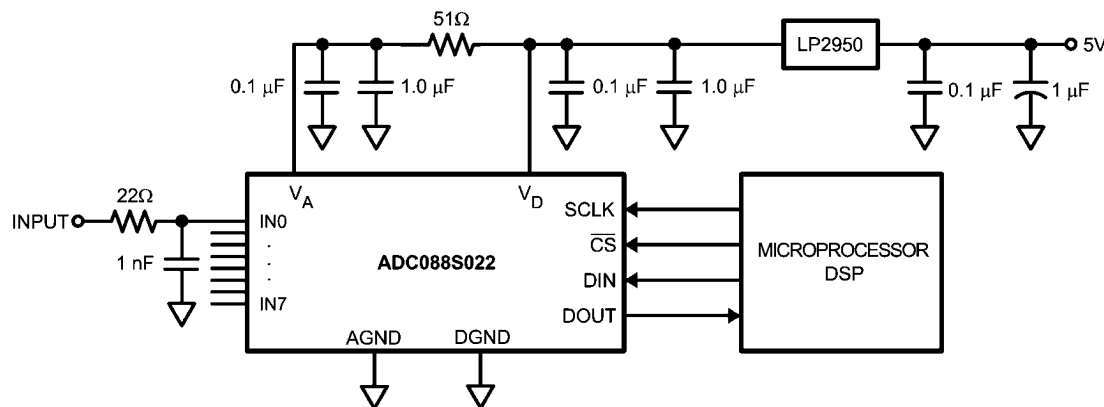 51Ω
LP2950
5V
0.1 µF
1.0 µF
0.1 µF
1.0 µF
0.1 µF
1 µF
22Ω
INPUT
1 nF
V_A
V_D
IN0
.
.
.
IN7
ADC088S022
SCLK
C̅S̅
DIN
DOUT
AGND
DGND
MICROPROCESSOR
DSP